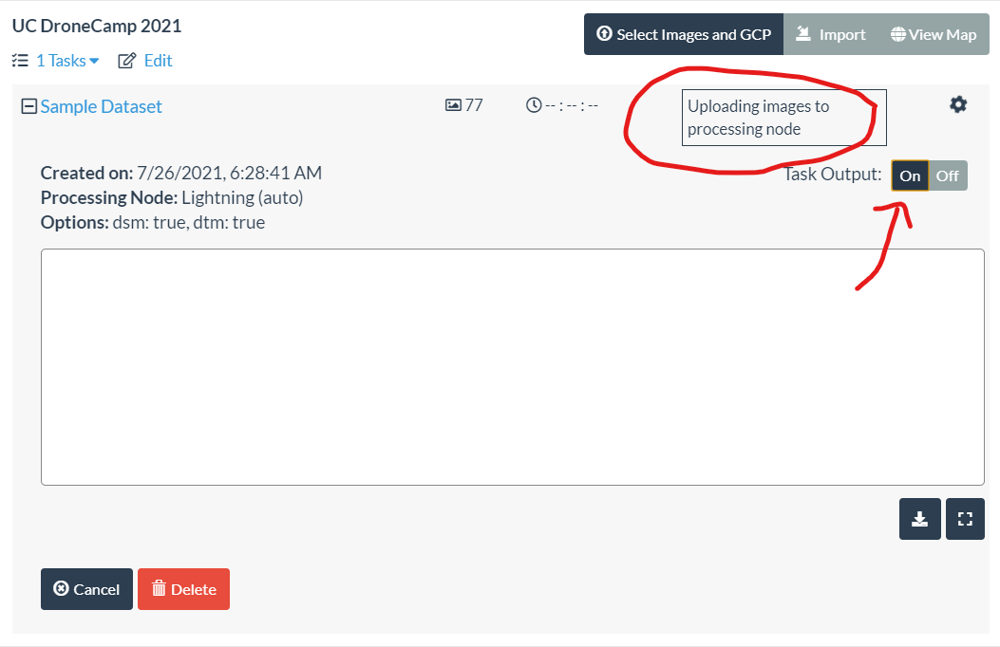 UC DroneCamp 2021
Select Images and GCP
Import
View Map
1 Tasks
Edit
Sample Dataset
77
-- : -- : --
Uploading images to
processing node
Created on: 7/26/2021, 6:28:41 AM
Task Output: On Off
Processing Node: Lightning (auto)
Options: dsm: true, dtm: true
Cancel
Delete